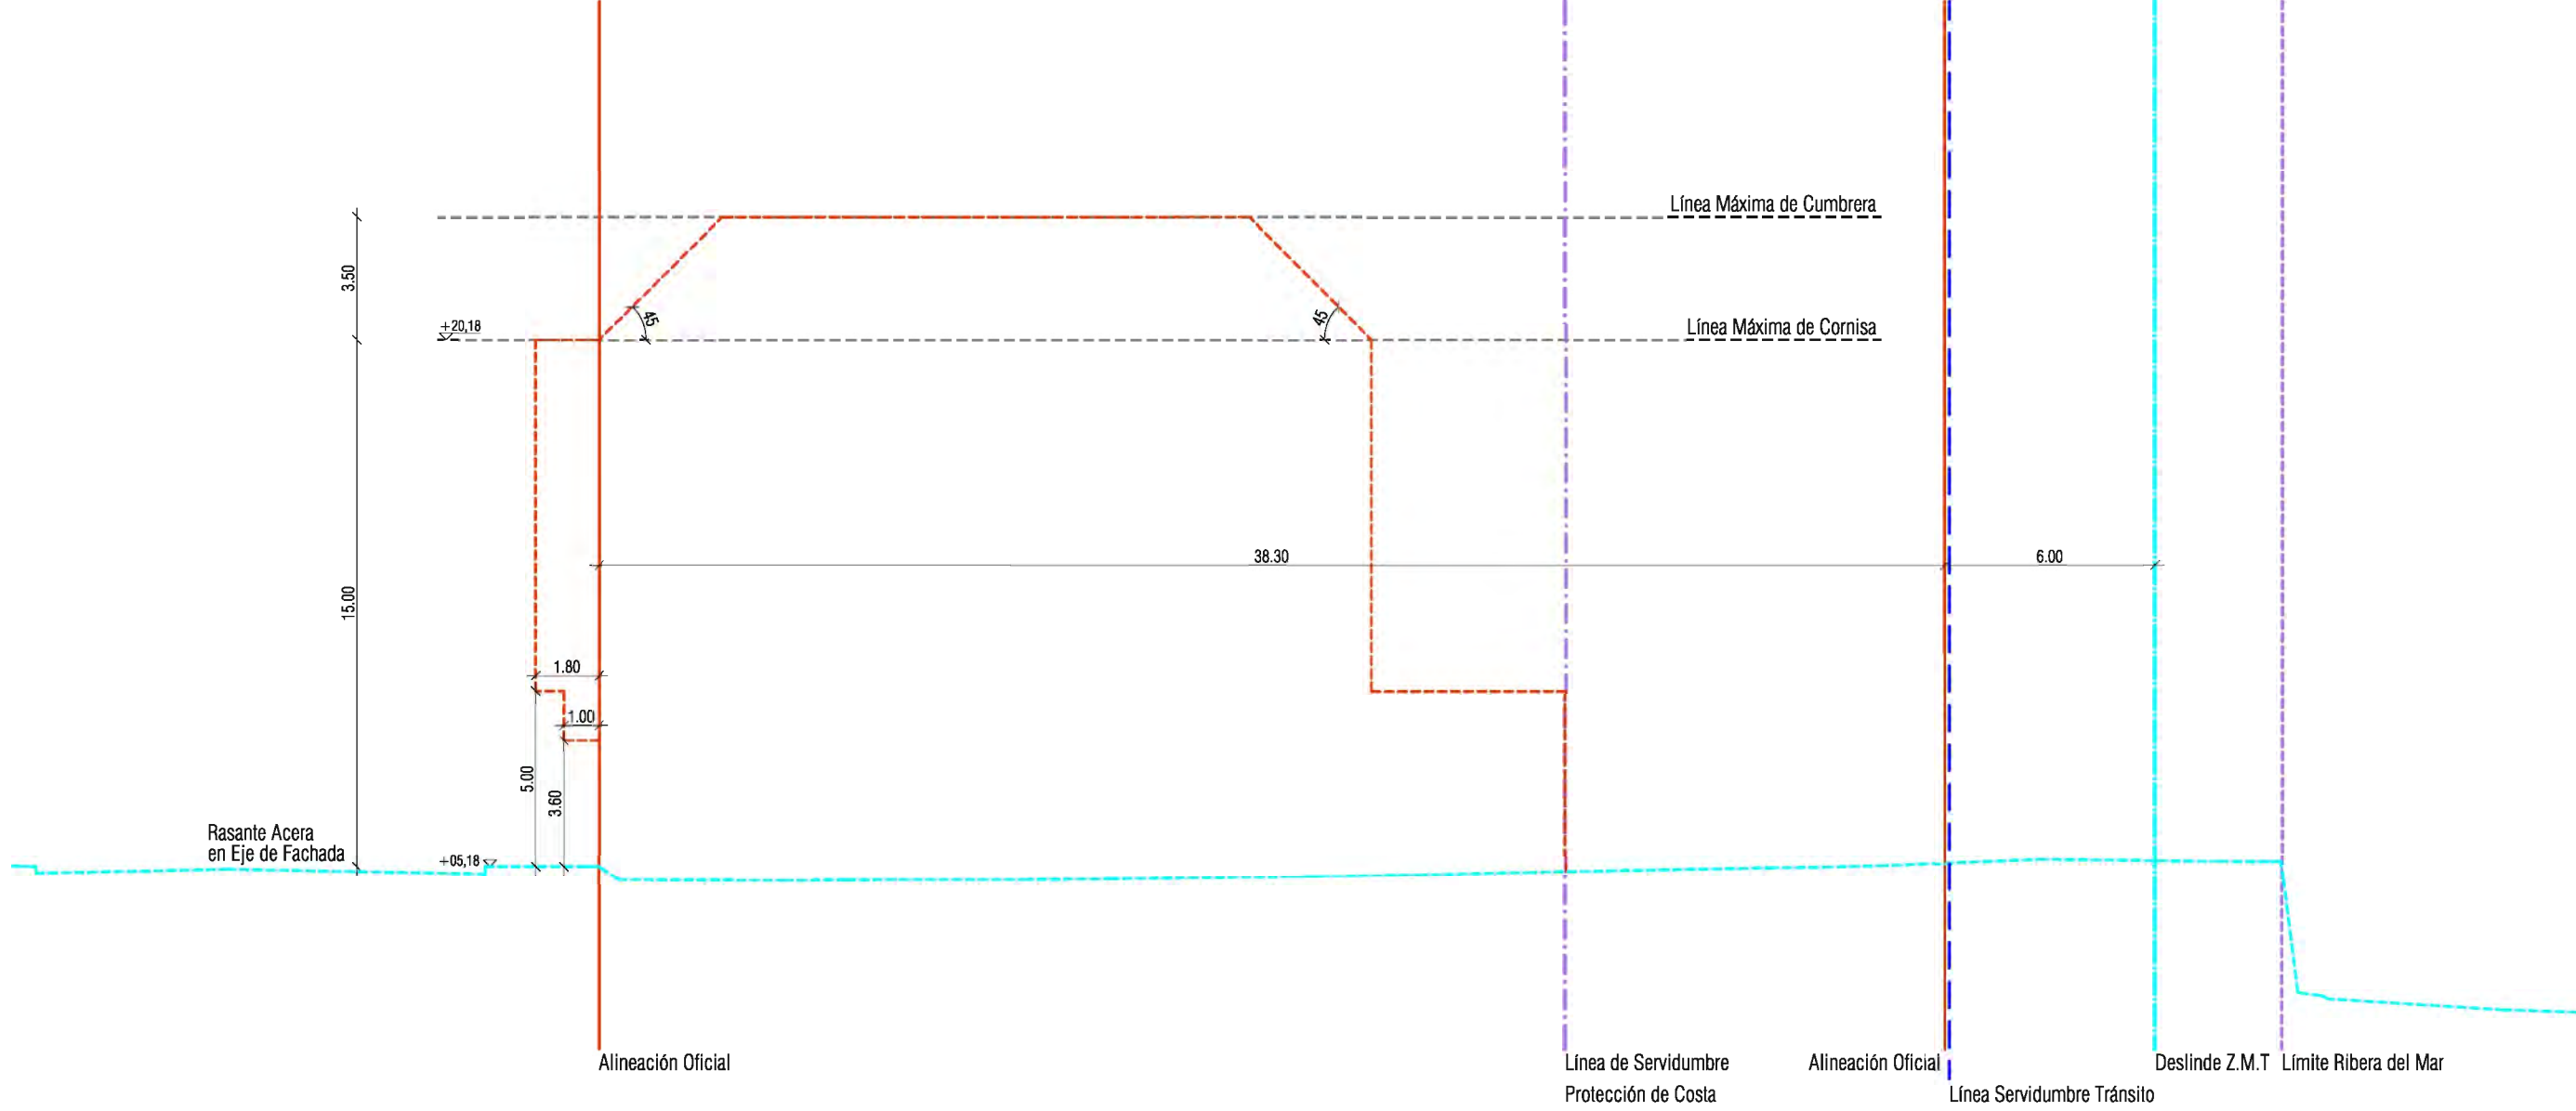 Línea Máxima de Cumbrera
3.50
+20,18
45
45
Línea Máxima de Cornisa
38.30
6.00
15.00
1.80
1.00
5.00
3.60
Rasante Acera
en Eje de Fachada
+05,18
Alineación Oficial
Línea de Servidumbre
Protección de Costa
Alineación Oficial
Línea Servidumbre Tránsito
Deslinde Z.M.T
Límite Ribera del Mar